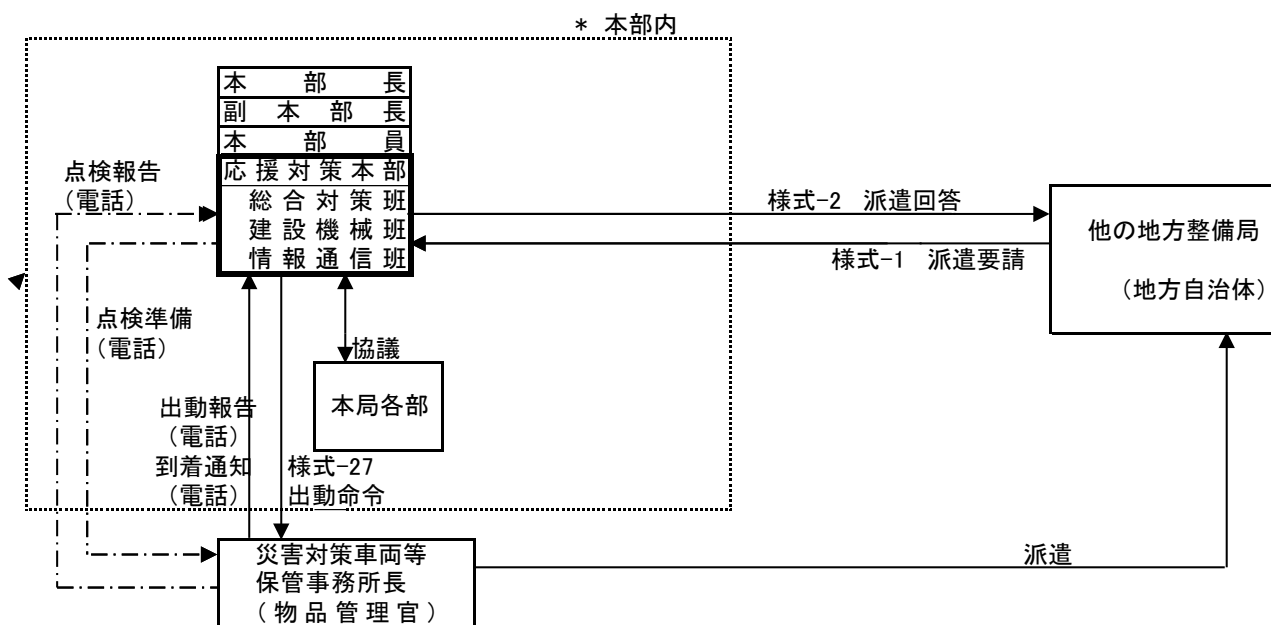 * 本部内
本部長
副本部長
本部員
応援対策本部
総合対策班
建設機械班
情報通信班
点検報告
(電話)
様式-2 派遣回答
様式-1 派遣要請
他の地方整備局
(地方自治体)
点検準備
(電話)
協議
本局各部
出動報告
(電話)
到着通知
(電話)
様式-27
出動命令
災害対策車両等
保管事務所長
(物品管理官)
派遣